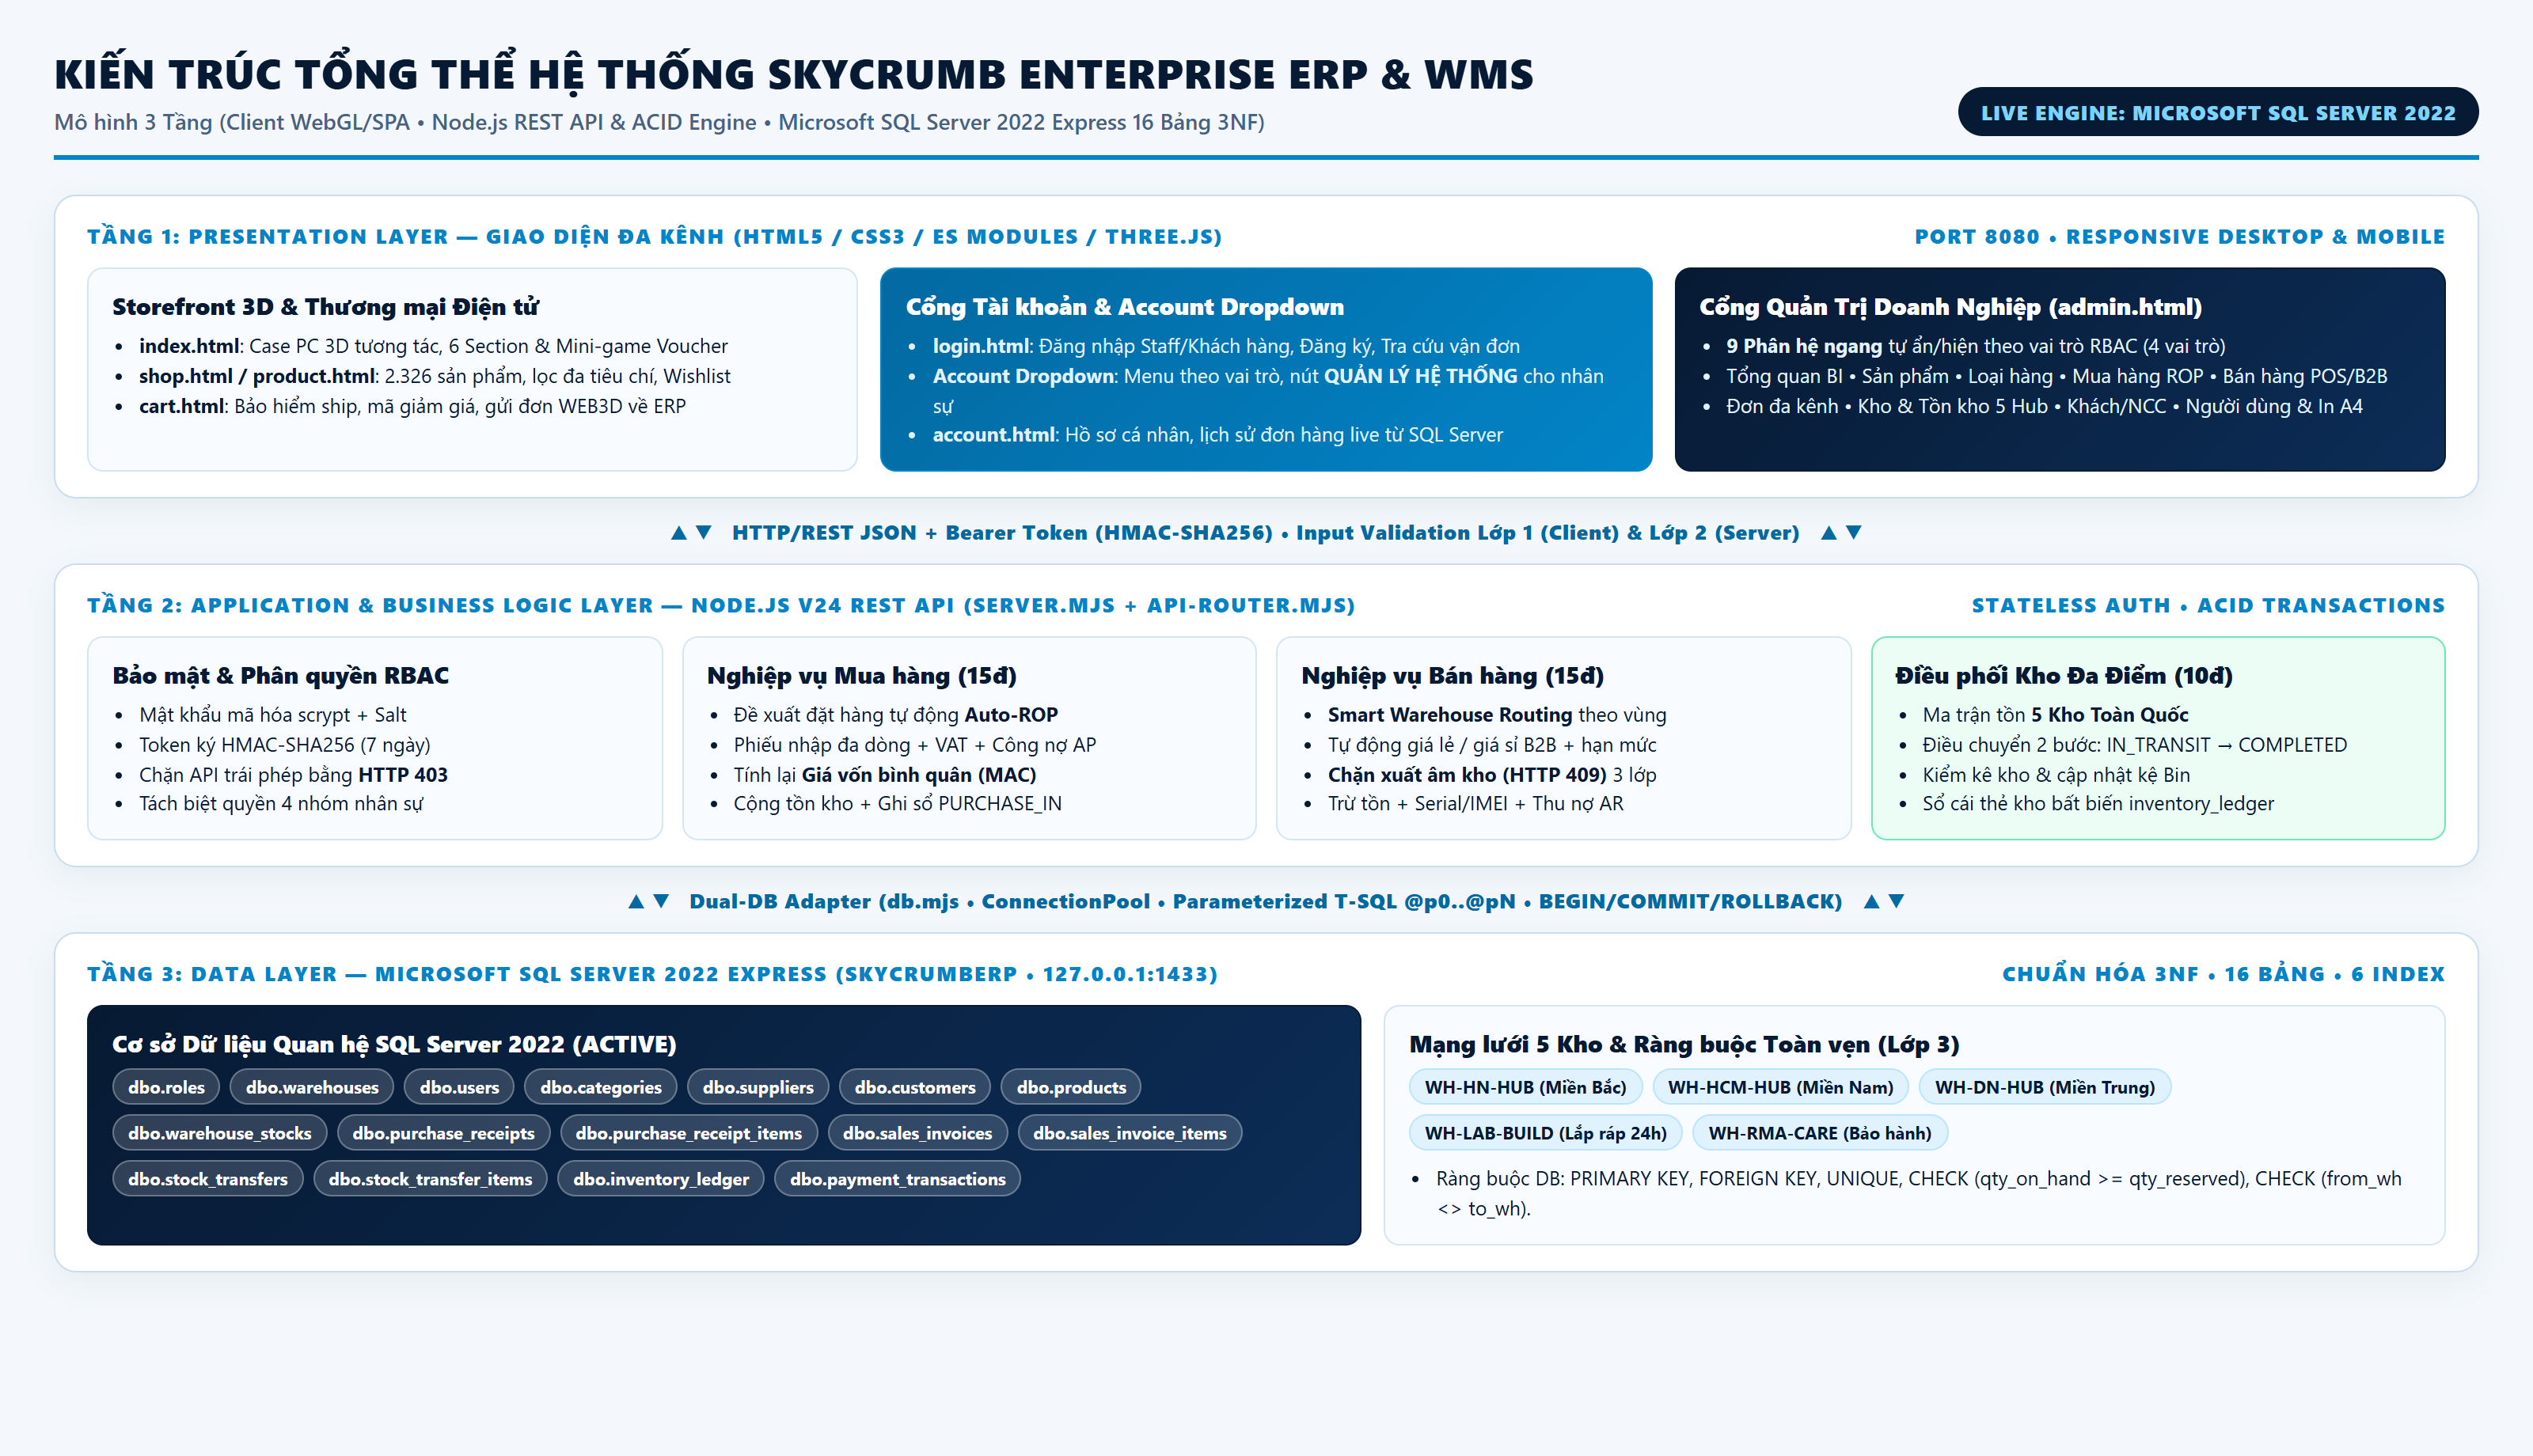 KIẾN TRÚC TỔNG THỂ HỆ THỐNG SKYCRUMB ENTERPRISE ERP & WMS
Mô hình 3 Tầng (Client WebGL/SPA • Node.js REST API & ACID Engine • Microsoft SQL Server 2022 Express 16 Bảng 3NF)
LIVE ENGINE: MICROSOFT SQL SERVER 2022
TẦNG 1: PRESENTATION LAYER — GIAO DIỆN ĐA KÊNH (HTML5 / CSS3 / ES MODULES / THREE.JS)
PORT 8080 • RESPONSIVE DESKTOP & MOBILE
Storefront 3D & Thương mại Điện tử
• index.html: Case PC 3D tương tác, 6 Section & Mini-game Voucher
• shop.html / product.html: 2.326 sản phẩm, lọc đa tiêu chí, Wishlist
• cart.html: Bảo hiểm ship, mã giảm giá, gửi đơn WEB3D về ERP
Cổng Tài khoản & Account Dropdown
• login.html: Đăng nhập Staff/Khách hàng, Đăng ký, Tra cứu vận đơn
• Account Dropdown: Menu theo vai trò, nút QUẢN LÝ HỆ THỐNG cho nhân
sự
• account.html: Hồ sơ cá nhân, lịch sử đơn hàng live từ SQL Server
Cổng Quản Trị Doanh Nghiệp (admin.html)
• 9 Phân hệ ngang tự ẩn/hiện theo vai trò RBAC (4 vai trò)
• Tổng quan BI • Sản phẩm • Loại hàng • Mua hàng ROP • Bán hàng POS/B2B
• Đơn đa kênh • Kho & Tồn kho 5 Hub • Khách/NCC • Người dùng & In A4
▲ ▼ HTTP/REST JSON + Bearer Token (HMAC-SHA256) • Input Validation Lớp 1 (Client) & Lớp 2 (Server) ▲ ▼
TẦNG 2: APPLICATION & BUSINESS LOGIC LAYER — NODE.JS V24 REST API (SERVER.MJS + API-ROUTER.MJS)
STATELESS AUTH • ACID TRANSACTIONS
Bảo mật & Phân quyền RBAC
• Mật khẩu mã hóa scrypt + Salt
• Token ký HMAC-SHA256 (7 ngày)
• Chặn API trái phép bằng HTTP 403
• Tách biệt quyền 4 nhóm nhân sự
Nghiệp vụ Mua hàng (15đ)
• Đề xuất đặt hàng tự động Auto-ROP
• Phiếu nhập đa dòng + VAT + Công nợ AP
• Tính lại Giá vốn bình quân (MAC)
• Cộng tồn kho + Ghi sổ PURCHASE_IN
Nghiệp vụ Bán hàng (15đ)
• Smart Warehouse Routing theo vùng
• Tự động giá lẻ / giá sỉ B2B + hạn mức
• Chặn xuất âm kho (HTTP 409) 3 lớp
• Trừ tồn + Serial/IMEI + Thu nợ AR
Điều phối Kho Đa Điểm (10đ)
• Ma trận tồn 5 Kho Toàn Quốc
• Điều chuyển 2 bước: IN_TRANSIT → COMPLETED
• Kiểm kê kho & cập nhật kệ Bin
• Sổ cái thẻ kho bất biến inventory_ledger
▲ ▼ Dual-DB Adapter (db.mjs • ConnectionPool • Parameterized T-SQL @p0..@pN • BEGIN/COMMIT/ROLLBACK) ▲ ▼
TẦNG 3: DATA LAYER — MICROSOFT SQL SERVER 2022 EXPRESS (SKYCRUMBERP • 127.0.0.1:1433)
CHUẨN HÓA 3NF • 16 BẢNG • 6 INDEX
Cơ sở Dữ liệu Quan hệ SQL Server 2022 (ACTIVE)
dbo.roles dbo.warehouses dbo.users dbo.categories dbo.suppliers dbo.customers dbo.products
dbo.warehouse_stocks dbo.purchase_receipts dbo.purchase_receipt_items dbo.sales_invoices dbo.sales_invoice_items
dbo.stock_transfers dbo.stock_transfer_items dbo.inventory_ledger dbo.payment_transactions
Mạng lưới 5 Kho & Ràng buộc Toàn vẹn (Lớp 3)
WH-HN-HUB (Miền Bắc) WH-HCM-HUB (Miền Nam) WH-DN-HUB (Miền Trung)
WH-LAB-BUILD (Lắp ráp 24h) WH-RMA-CARE (Bảo hành)
• Ràng buộc DB: PRIMARY KEY, FOREIGN KEY, UNIQUE, CHECK (qty_on_hand >= qty_reserved), CHECK (from_wh
<> to_wh).